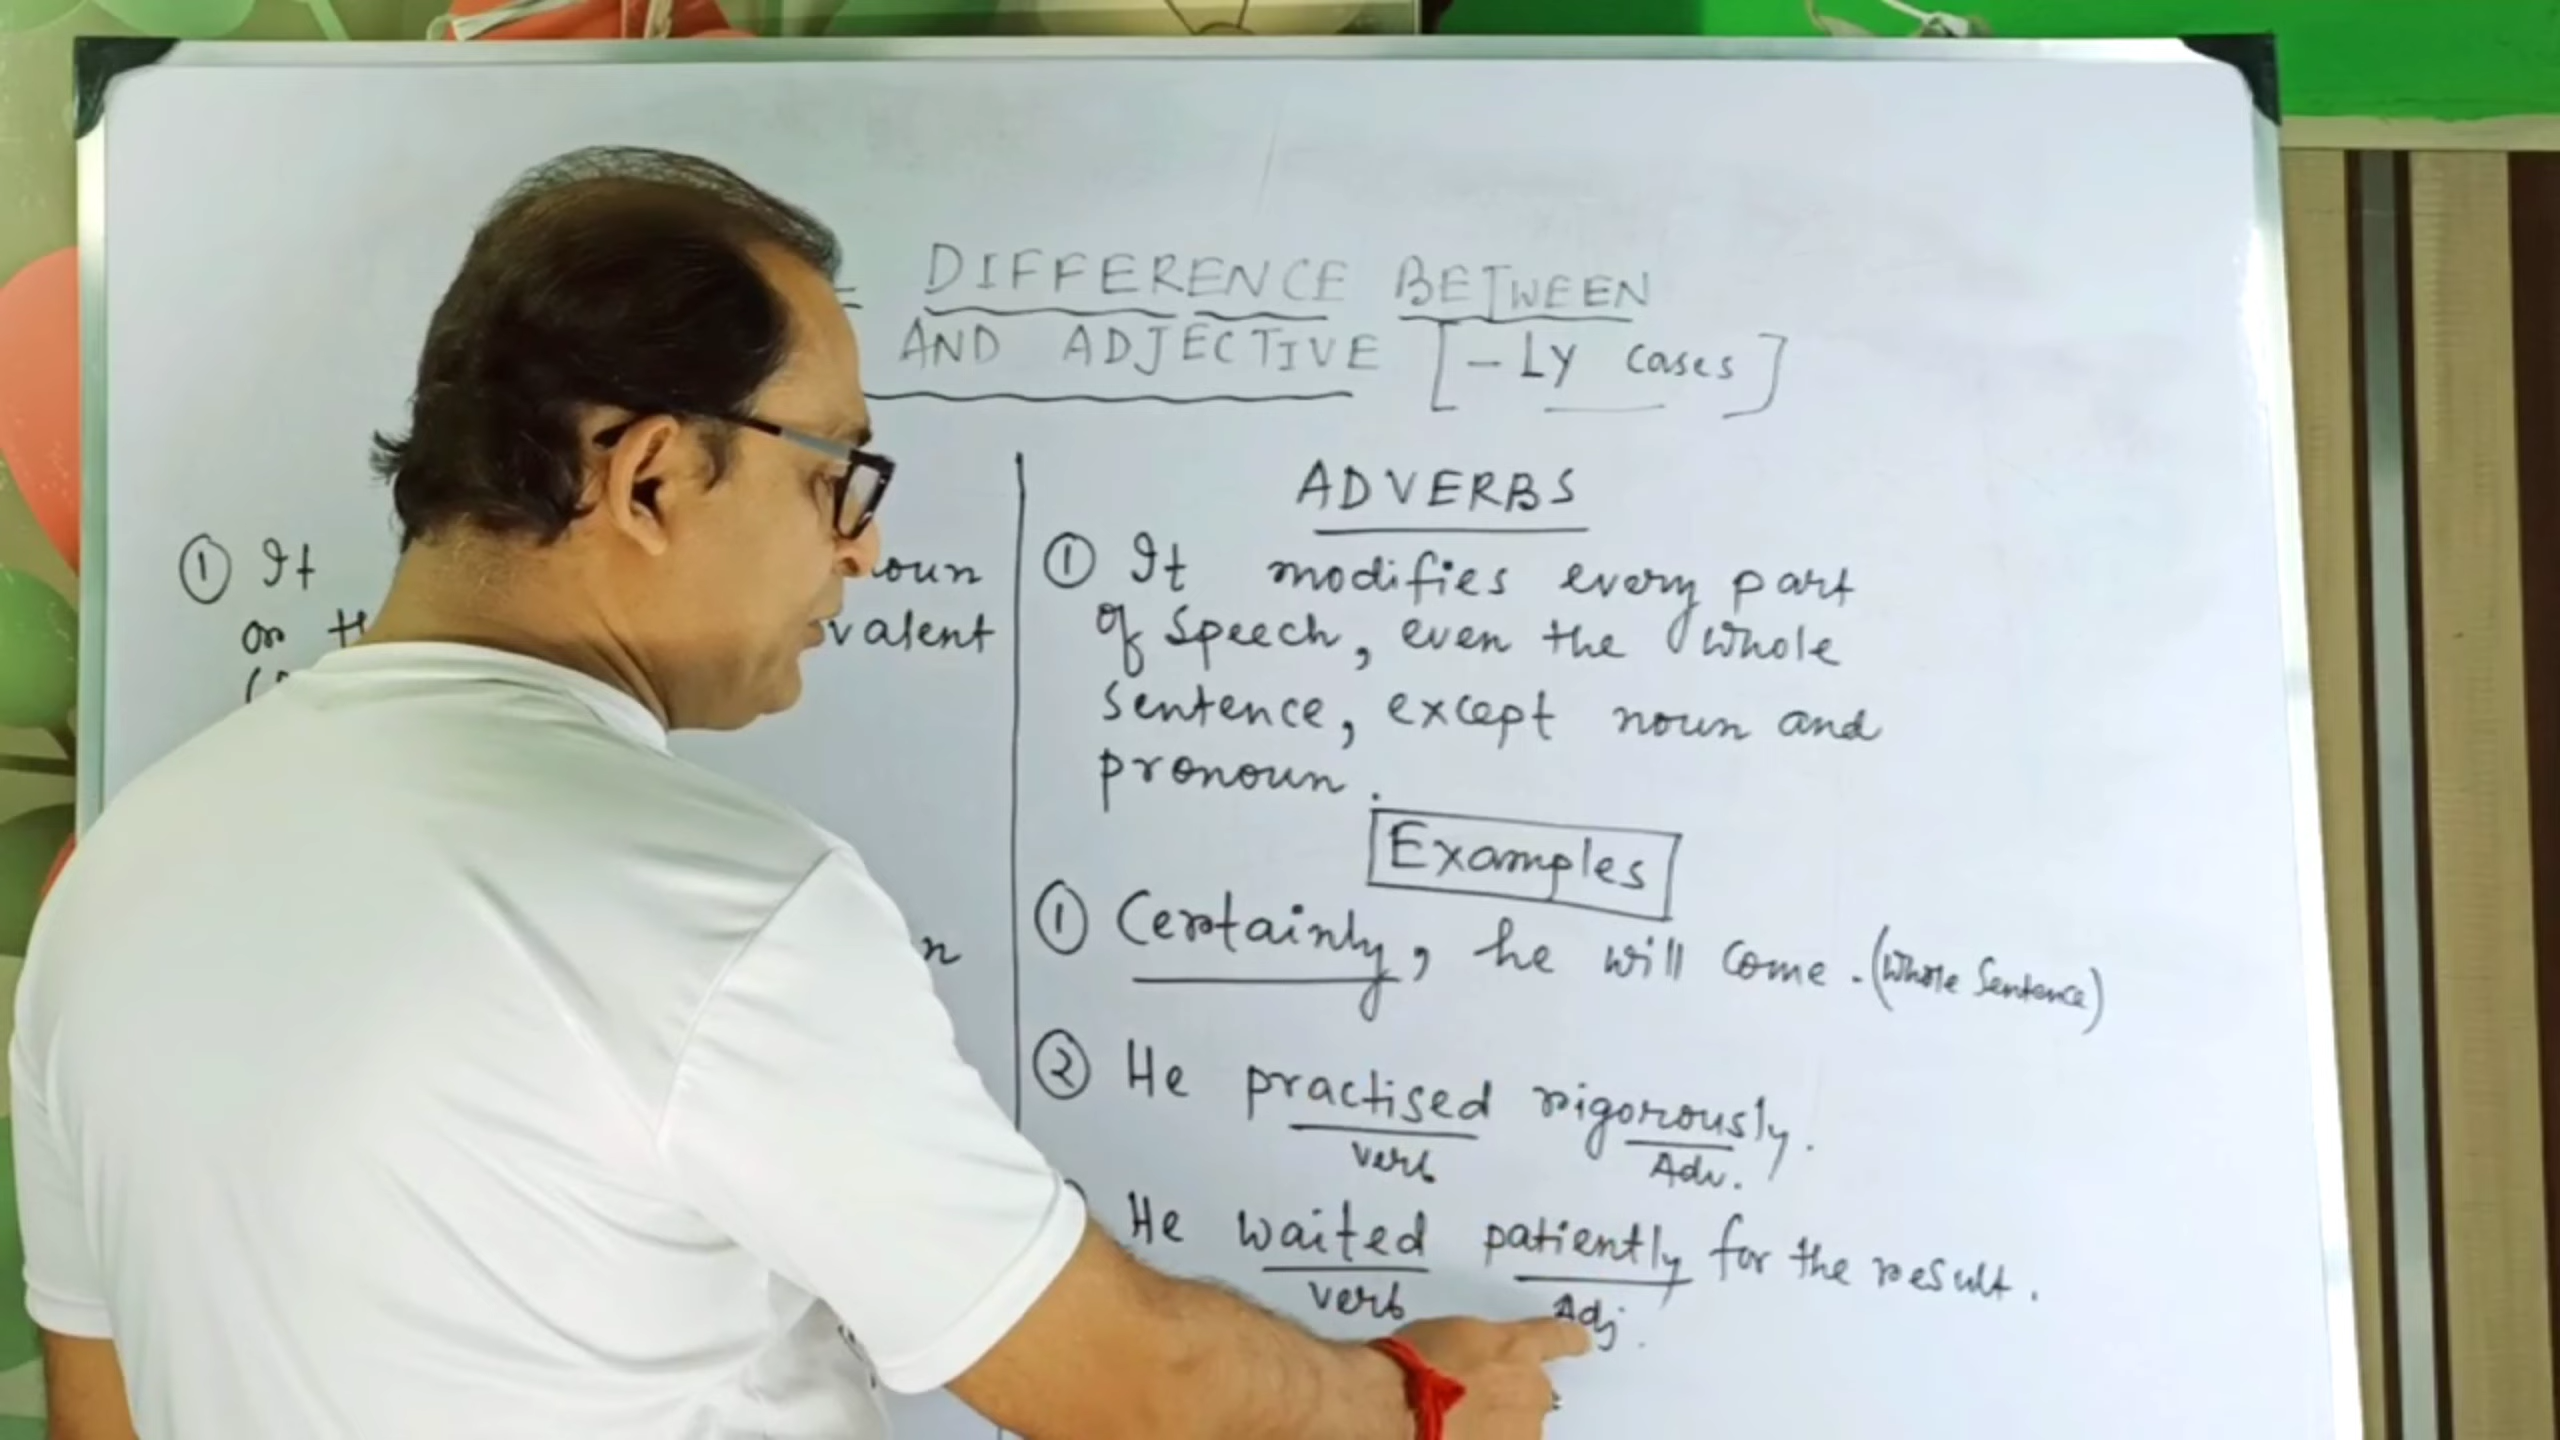 DIFFERENCE BETWEEN
AND ADJECTIVE [-LY cases]
① It
or
valent
ADVERBS
① It modifies every part
of speech, even the whole
sentence, except noun and
pronoun.
Examples
① Certainly, he will come. (Whole Sentence)
② He practised rigorously.
verb Adv.
He waited patiently for the result.
verb Adj.